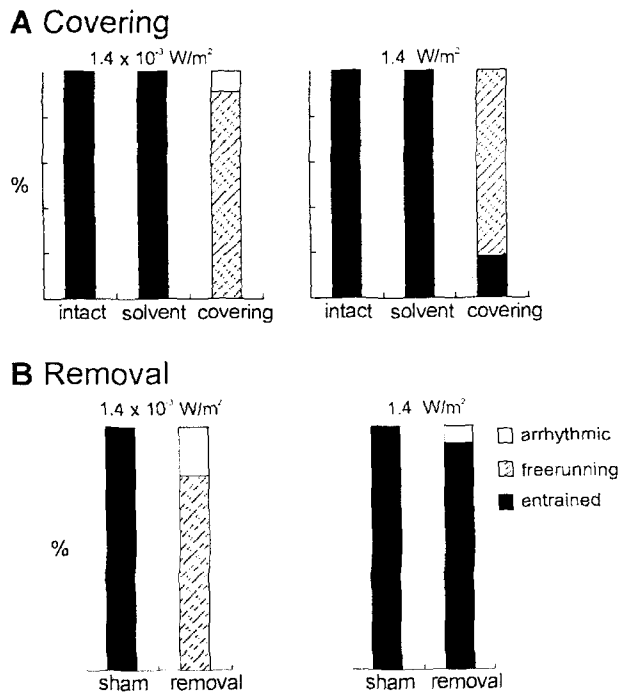 A Covering
1.4 x 10⁻³ W/m²
1.4 W/m²
%
intact solvent covering
intact solvent covering
B Removal
1.4 x 10⁻³ W/m²
1.4 W/m²
arrhythmic
freerunning
entrained
%
sham removal
sham removal